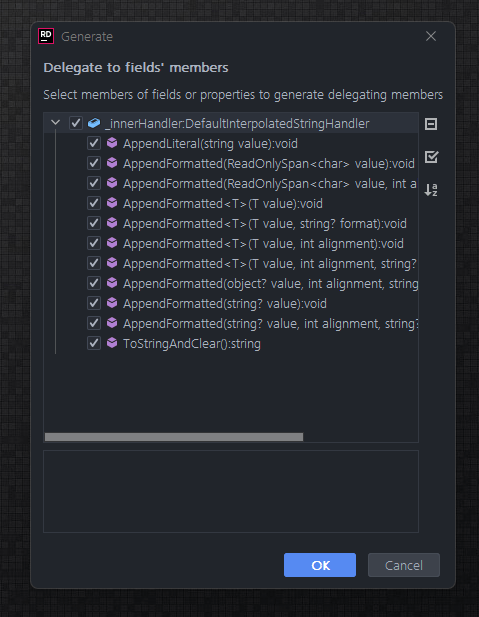 RD
Generate
Delegate to fields' members
Select members of fields or properties to generate delegating members
_innerHandler:DefaultInterpolatedStringHandler
AppendLiteral(string value):void
AppendFormatted(ReadOnlySpan<char> value):void
AppendFormatted(ReadOnlySpan<char> value, int a
AppendFormatted<T>(T value):void
AppendFormatted<T>(T value, string? format):void
AppendFormatted<T>(T value, int alignment):void
AppendFormatted<T>(T value, int alignment, string?
AppendFormatted(object? value, int alignment, string
AppendFormatted(string? value):void
AppendFormatted(string? value, int alignment, string?
ToStringAndClear():string
OK
Cancel